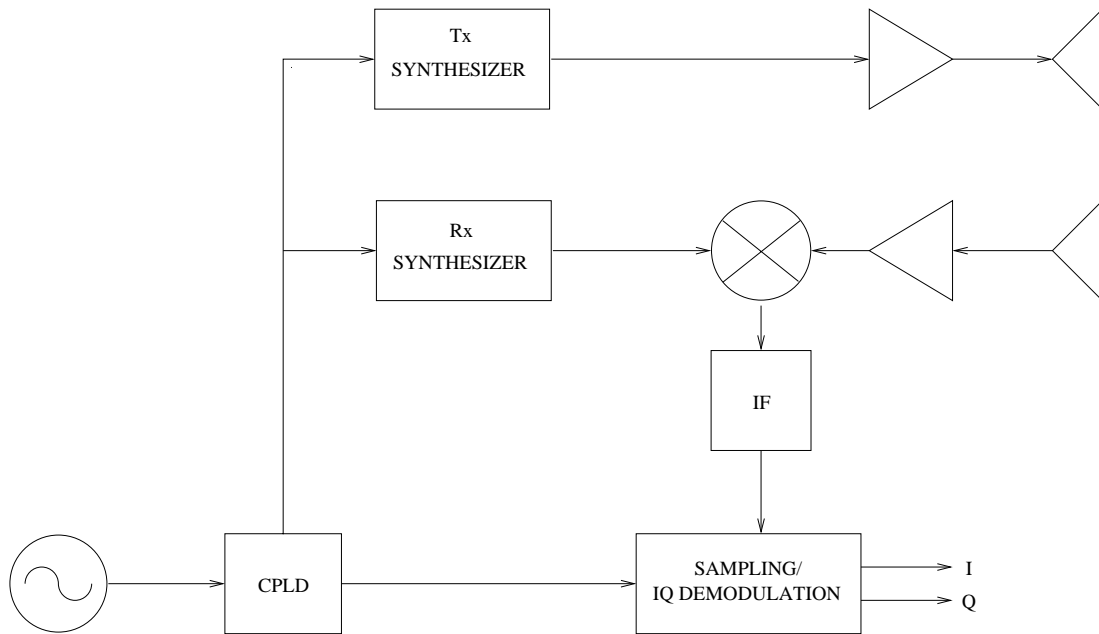 Tx
SYNTHESIZER
Rx
SYNTHESIZER
IF
CPLD
SAMPLING/
IQ DEMODULATION
I
Q